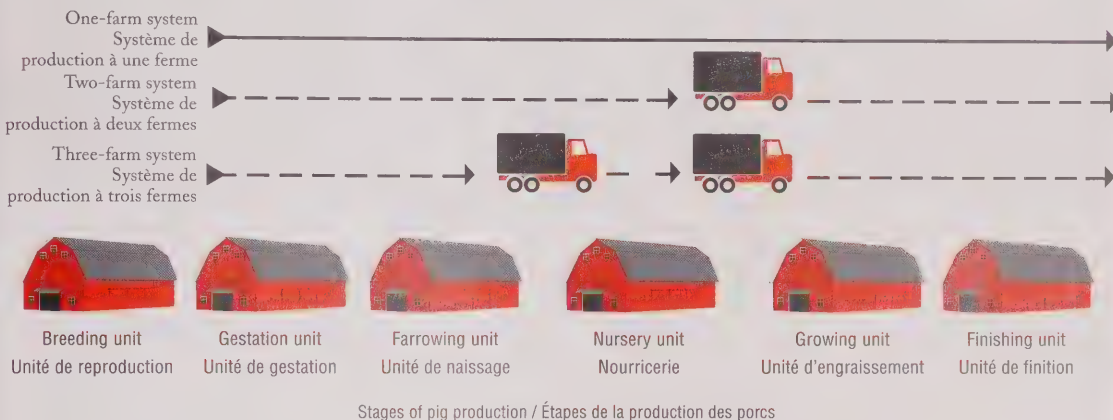 One-farm system
Système de
production à une ferme
Two-farm system
Système de
production à deux fermes
Three-farm system
Système de
production à trois fermes
Breeding unit
Unité de reproduction
Gestation unit
Unité de gestation
Farrowing unit
Unité de naissage
Nursery unit
Nourricerie
Growing unit
Unité d'engraissement
Finishing unit
Unité de finition
Stages of pig production / Étapes de la production des porcs